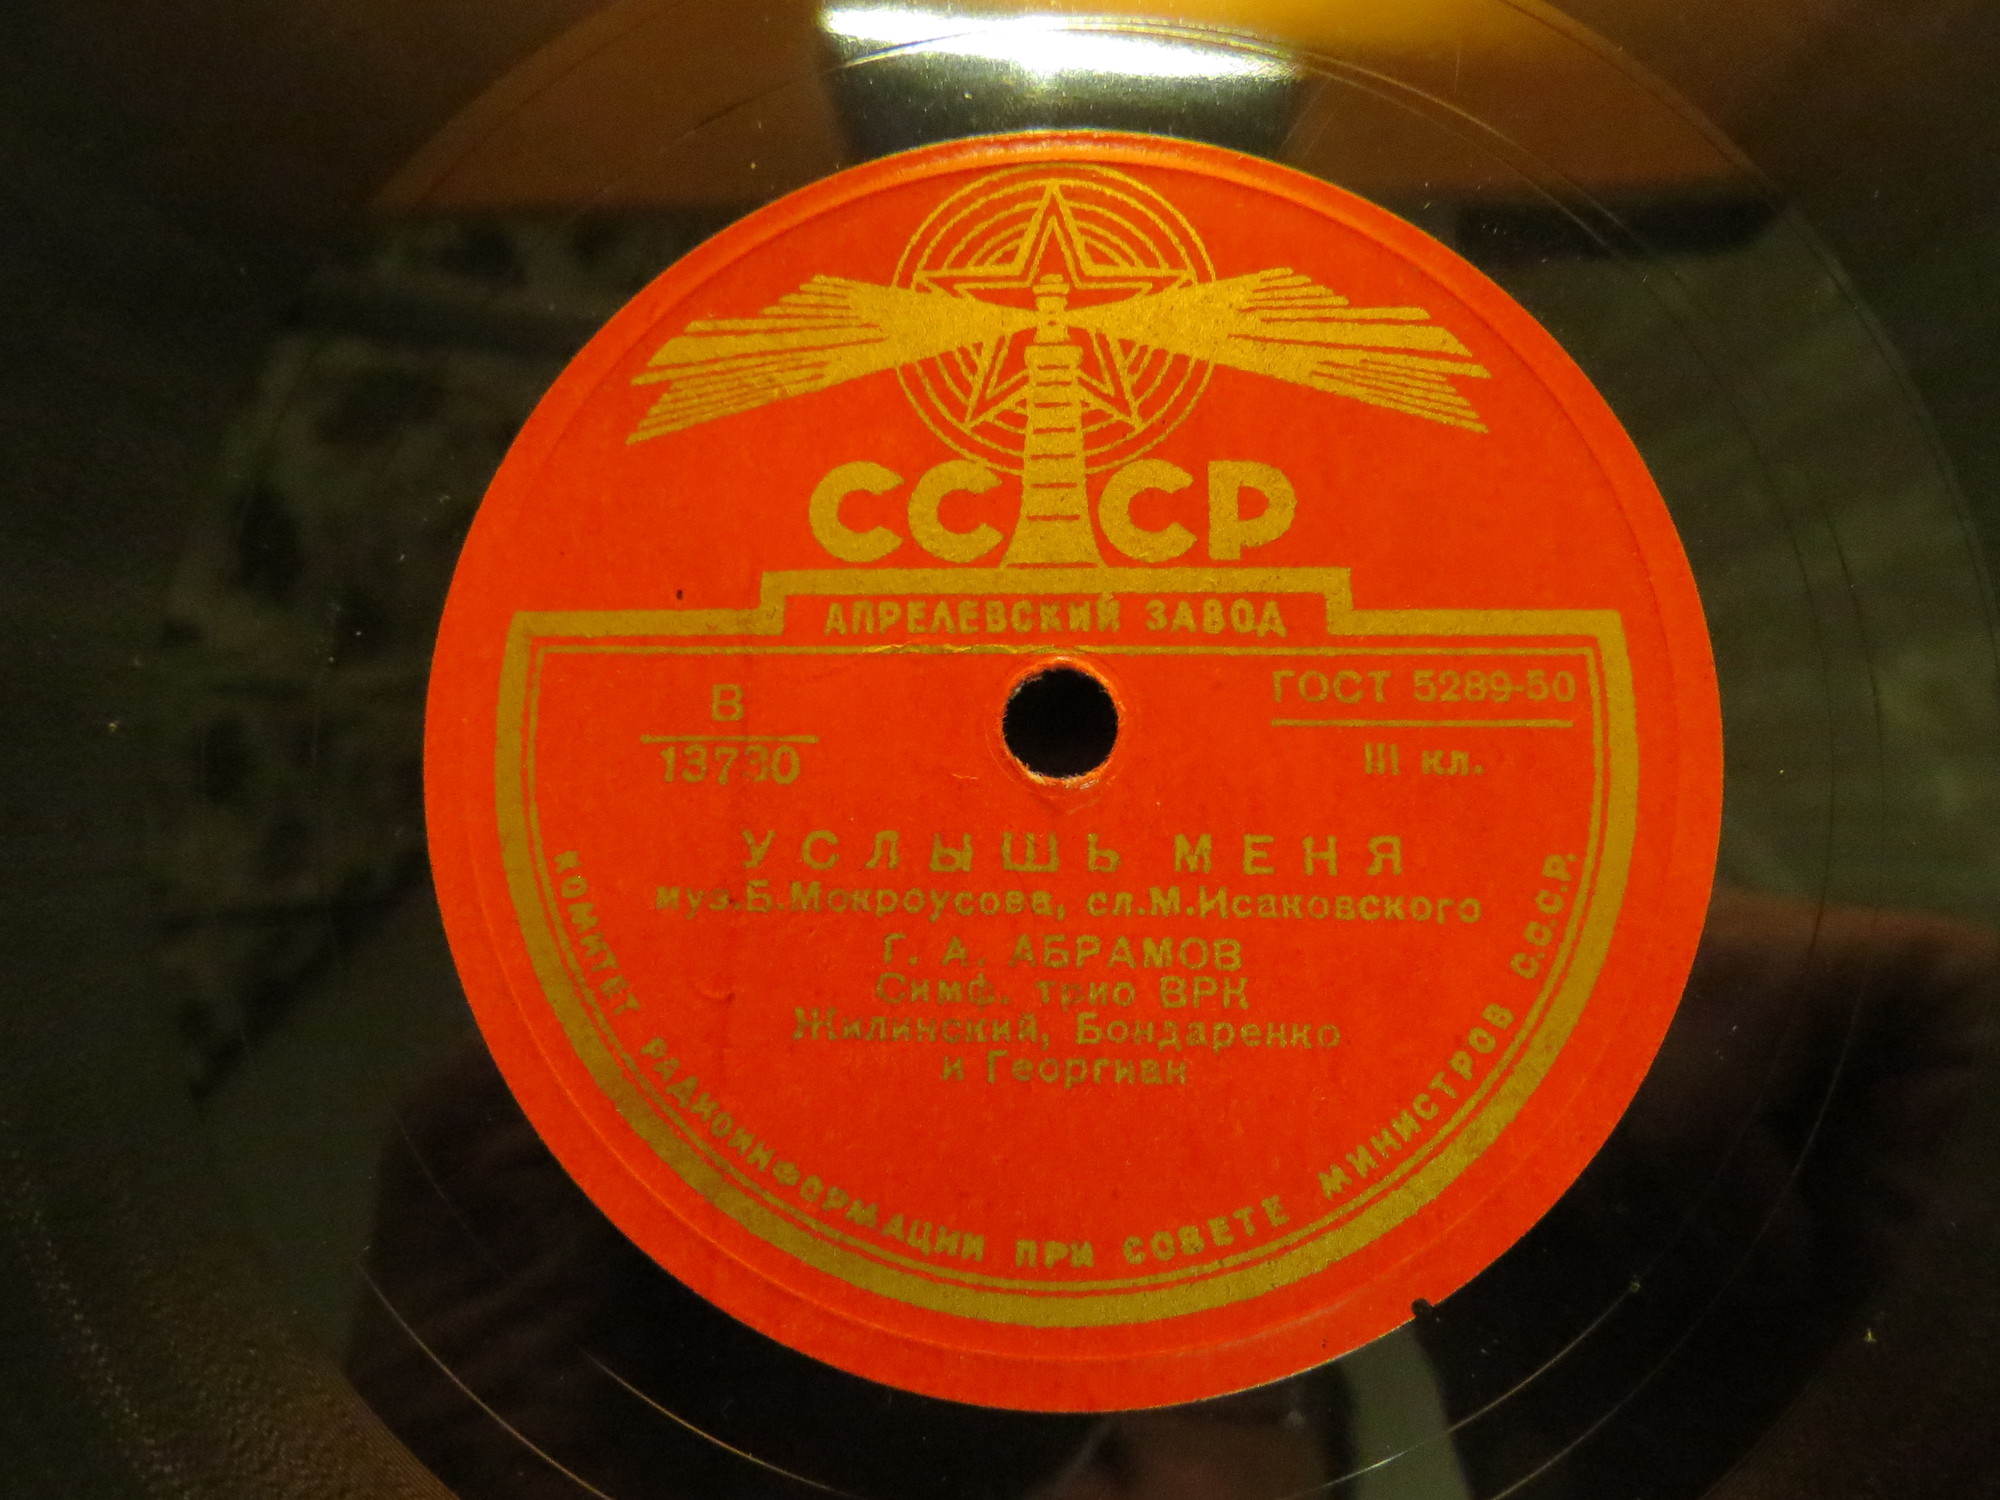 СССР
АПРЕЛЕВСКИЙ ЗАВОД
В
13730
ГОСТ 5289-50
III кл.
УСЛЫШЬ МЕНЯ
муз.Б.Мокроусова, сл.М.Исаковского
Г. А. АБРАМОВ
Симф. трио ВРК
Жилинский, Бондаренко
и Георгиан
КОМИТЕТ РАДИОИНФОРМАЦИИ ПРИ СОВЕТЕ МИНИСТРОВ С.С.С.Р.